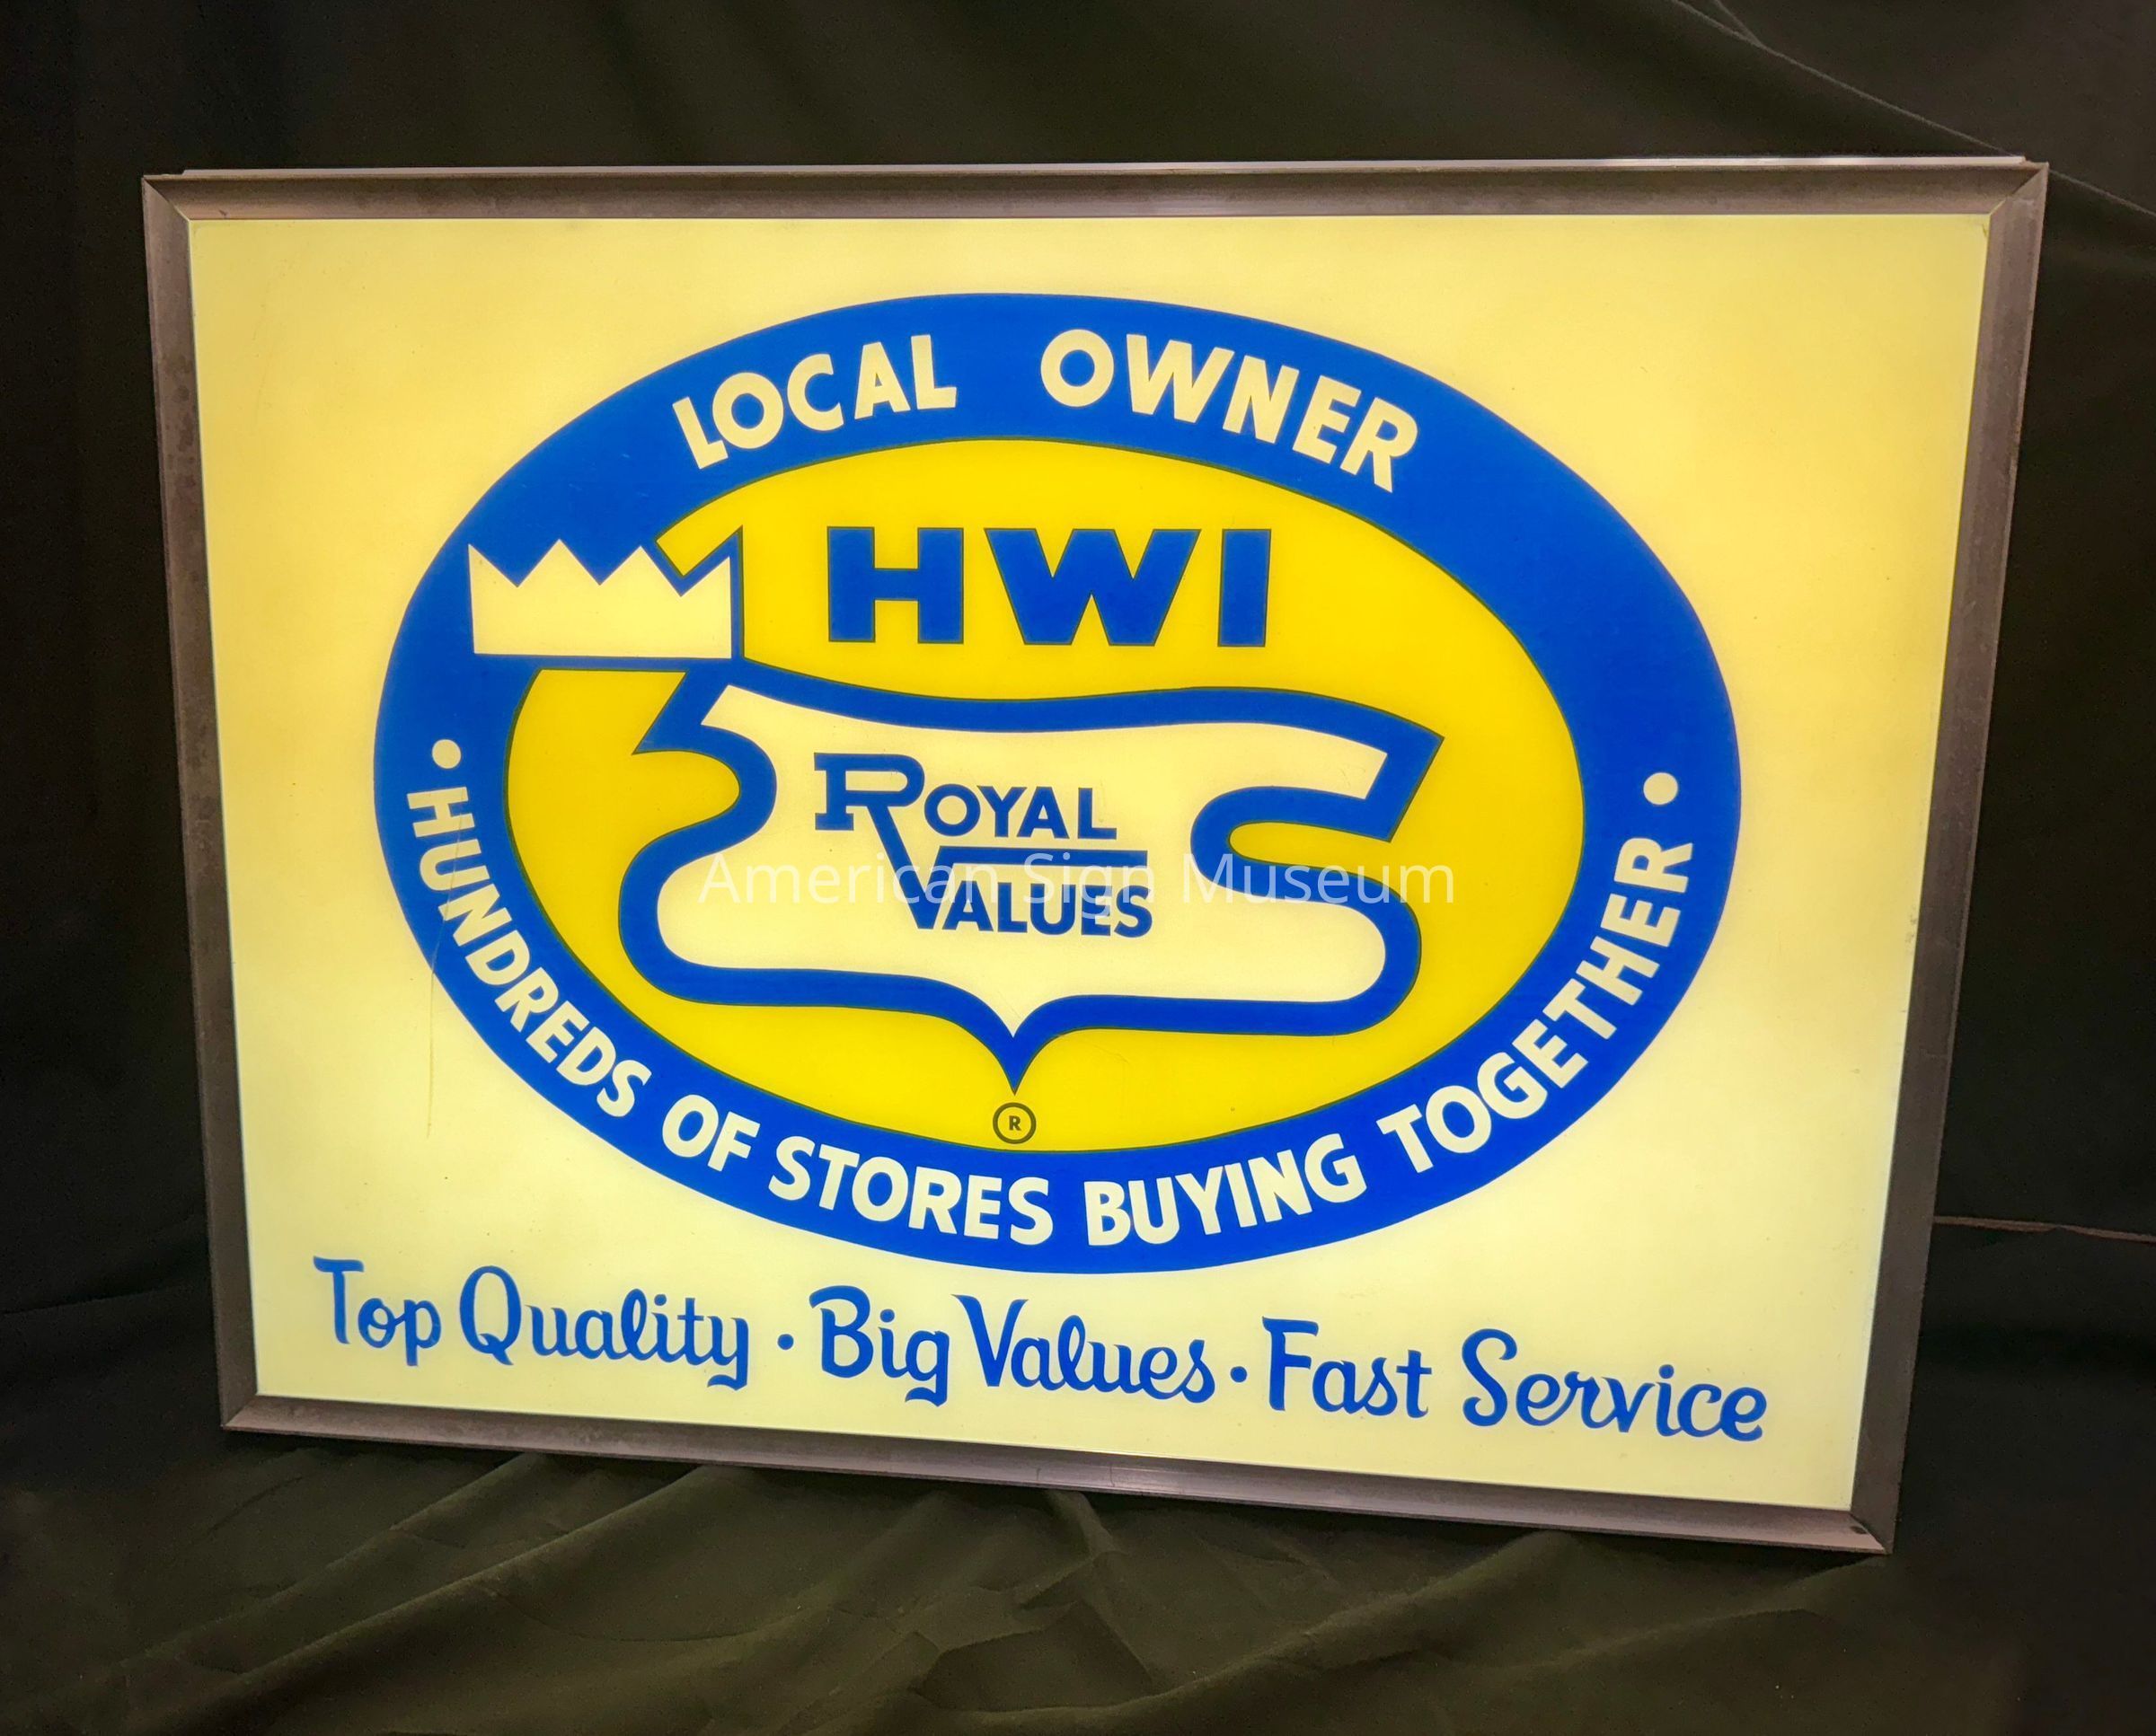 LOCAL OWNER
HWI
ROYAL
VALUES
American Sign Museum
®
• HUNDREDS OF STORES BUYING TOGETHER •
Top Quality • Big Values • Fast Service